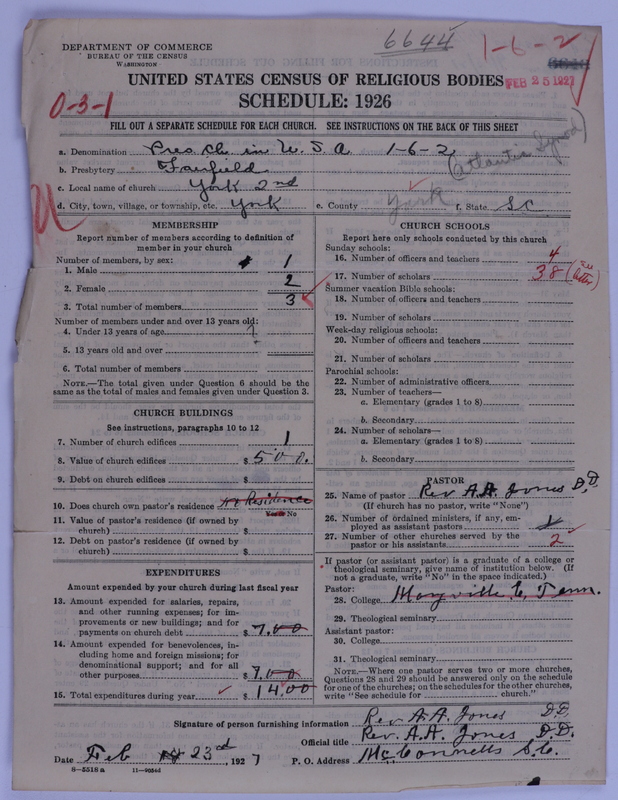 6644
1-6-2
DEPARTMENT OF COMMERCE
BUREAU OF THE CENSUS
WASHINGTON
FEB 25 1927
UNITED STATES CENSUS OF RELIGIOUS BODIES
SCHEDULE: 1926
0-3-1
FILL OUT A SEPARATE SCHEDULE FOR EACH CHURCH. SEE INSTRUCTIONS ON THE BACK OF THIS SHEET
a. Denomination Pres. Ch. in U.S.A. 1-6-2
(Atlantic Synod)
b. Presbytery Fairfield
c. Local name of church York 2nd
d. City, town, village, or township, etc. York e. County York f. State S.C.
MEMBERSHIP
Report number of members according to definition of
member in your church
Number of members, by sex:
1. Male 1
2. Female 2
3. Total number of members 3
Number of members under and over 13 years old:
4. Under 13 years of age
5. 13 years old and over
6. Total number of members
NOTE.—The total given under Question 6 should be the
same as the total of males and females given under Question 3.
CHURCH BUILDINGS
See instructions, paragraphs 10 to 12
7. Number of church edifices 1
8. Value of church edifices $ 500.
9. Debt on church edifices $
10. Does church own pastor's residence No Residence
Yes or No
11. Value of pastor's residence (if owned by
church) $
12. Debt on pastor's residence (if owned by
church) $
EXPENDITURES
Amount expended by your church during last fiscal year
13. Amount expended for salaries, repairs,
and other running expenses; for im-
provements or new buildings; and for
payments on church debt $ 7.00
14. Amount expended for benevolences, in-
cluding home and foreign missions; for
denominational support; and for all
other purposes $ 7.00
15. Total expenditures during year $ 14.00
CHURCH SCHOOLS
Report here only schools conducted by this church
Sunday schools:
16. Number of officers and teachers 4
17. Number of scholars 38 (See letter)
Summer vacation Bible schools:
18. Number of officers and teachers
19. Number of scholars
Week-day religious schools:
20. Number of officers and teachers
21. Number of scholars
Parochial schools:
22. Number of administrative officers
23. Number of teachers—
a. Elementary (grades 1 to 8)
b. Secondary
24. Number of scholars—
a. Elementary (grades 1 to 8)
b. Secondary
PASTOR
25. Name of pastor Rev A.A. Jones D.D.
(If church has no pastor, write "None")
26. Number of ordained ministers, if any, em-
ployed as assistant pastors 1
27. Number of other churches served by the
pastor or his assistants 2
If pastor (or assistant pastor) is a graduate of a college or
theological seminary, give name of institution below. (If
not a graduate, write "No" in the space indicated.)
Pastor:
28. College Maryville C. Tenn.
29. Theological seminary
Assistant pastor:
30. College
31. Theological seminary
NOTE.—Where one pastor serves two or more churches,
Questions 28 and 29 should be answered only on the schedule
for one of the churches; on the schedules for the other churches,
write "See schedule for church."
Signature of person furnishing information Rev. A.A. Jones D.D.
Official title Rev. A.A. Jones D.D.
Date Feb 23rd, 1927 P. O. Address McConnells S.C.
8—5518 a 11—9056d